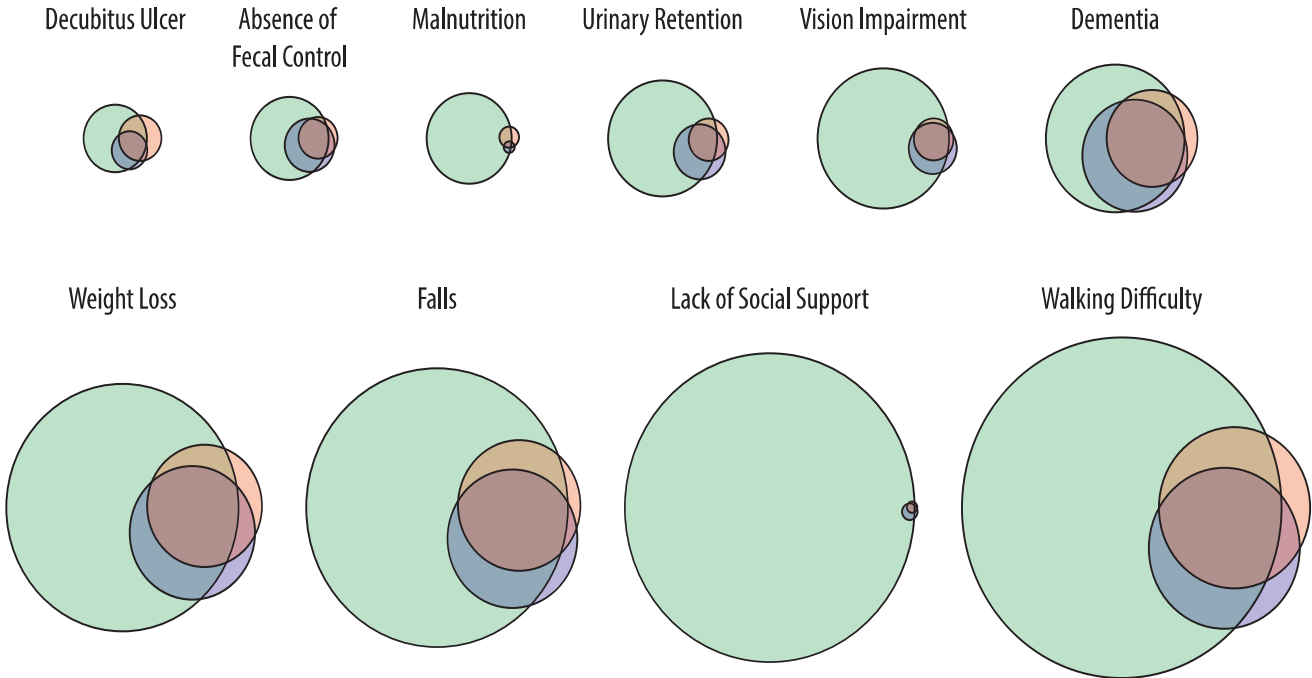 Decubitus Ulcer
Absence of
Fecal Control
Malnutrition
Urinary Retention
Vision Impairment
Dementia
Weight Loss
Falls
Lack of Social Support
Walking Difficulty